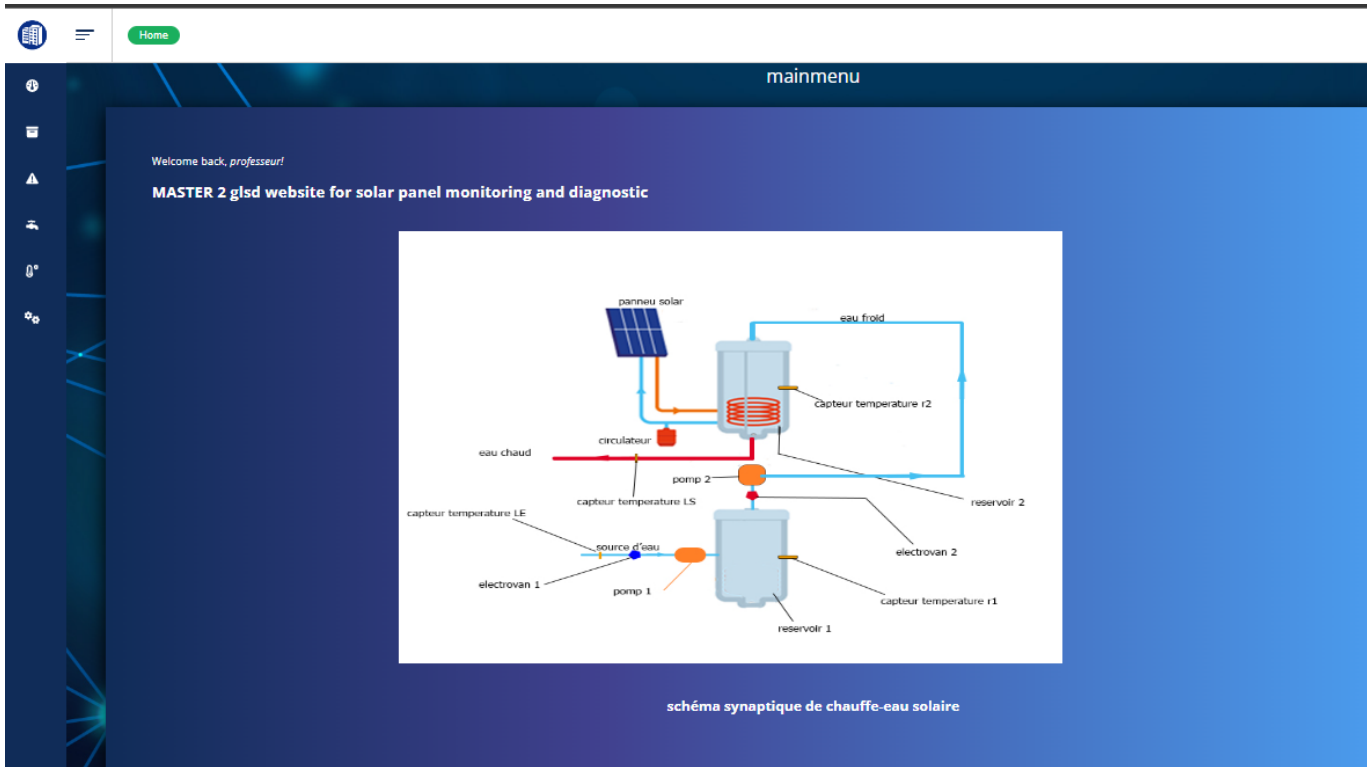 Home
mainmenu
Welcome back, professeur!
MASTER 2 glsd website for solar panel monitoring and diagnostic
panneu solar
eau froid
capteur temperature r2
circulateur
eau chaud
pomp 2
capteur temperature LS
reservoir 2
capteur temperature LE
source d'eau
electrovan 2
electrovan 1
pomp 1
capteur temperature r1
reservoir 1
schéma synaptique de chauffe-eau solaire